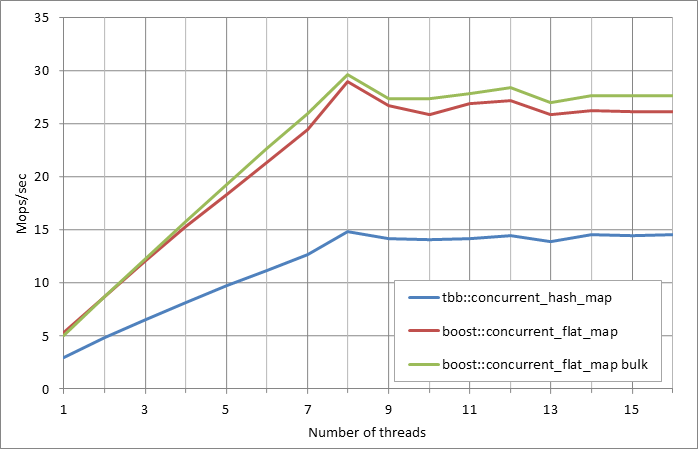 35
30
25
20
15
10
5
0
Mops/sec
tbb::concurrent_hash_map
boost::concurrent_flat_map
boost::concurrent_flat_map bulk
1 3 5 7 9 11 13 15
Number of threads